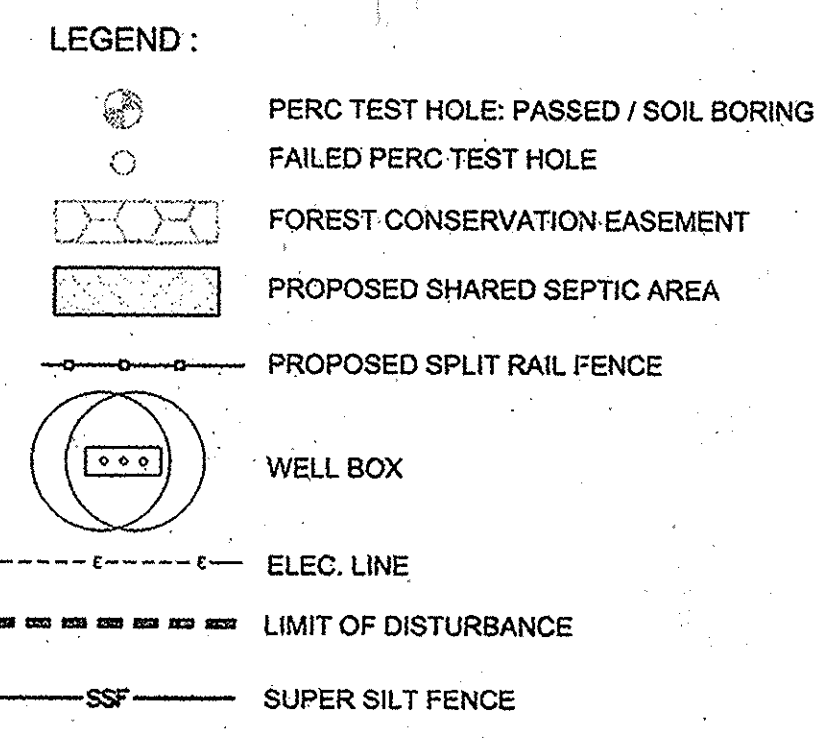 LEGEND :
PERC TEST HOLE: PASSED / SOIL BORING
FAILED PERC TEST HOLE
FOREST CONSERVATION EASEMENT
PROPOSED SHARED SEPTIC AREA
PROPOSED SPLIT RAIL FENCE
WELL BOX
E E ELEC. LINE
LIMIT OF DISTURBANCE
SSF SUPER SILT FENCE